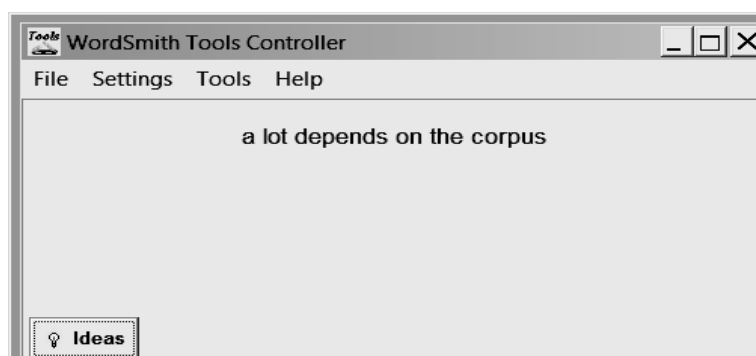 Tools WordSmith Tools Controller
File Settings Tools Help
a lot depends on the corpus
Ideas